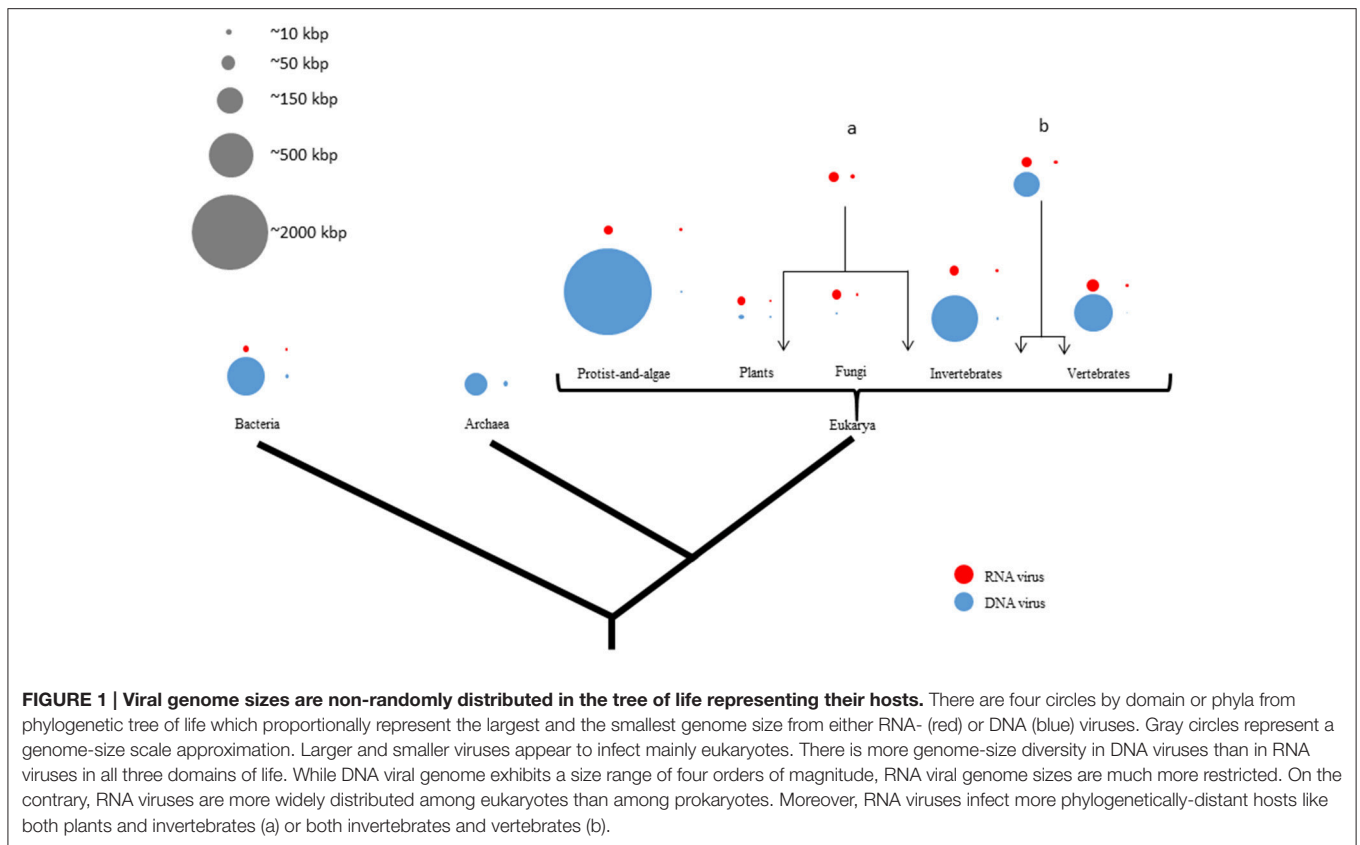 ~10 kbp
~50 kbp
~150 kbp
~500 kbp
~2000 kbp
a
b
Protist-and-algae
Plants
Fungi
Invertebrates
Vertebrates
Bacteria
Archaea
Eukarya
RNA virus
DNA virus
FIGURE 1 | Viral genome sizes are non-randomly distributed in the tree of life representing their hosts. There are four circles by domain or phyla from
phylogenetic tree of life which proportionally represent the largest and the smallest genome size from either RNA- (red) or DNA (blue) viruses. Gray circles represent a
genome-size scale approximation. Larger and smaller viruses appear to infect mainly eukaryotes. There is more genome-size diversity in DNA viruses than in RNA
viruses in all three domains of life. While DNA viral genome exhibits a size range of four orders of magnitude, RNA viral genome sizes are much more restricted. On the
contrary, RNA viruses are more widely distributed among eukaryotes than among prokaryotes. Moreover, RNA viruses infect more phylogenetically-distant hosts like
both plants and invertebrates (a) or both invertebrates and vertebrates (b).